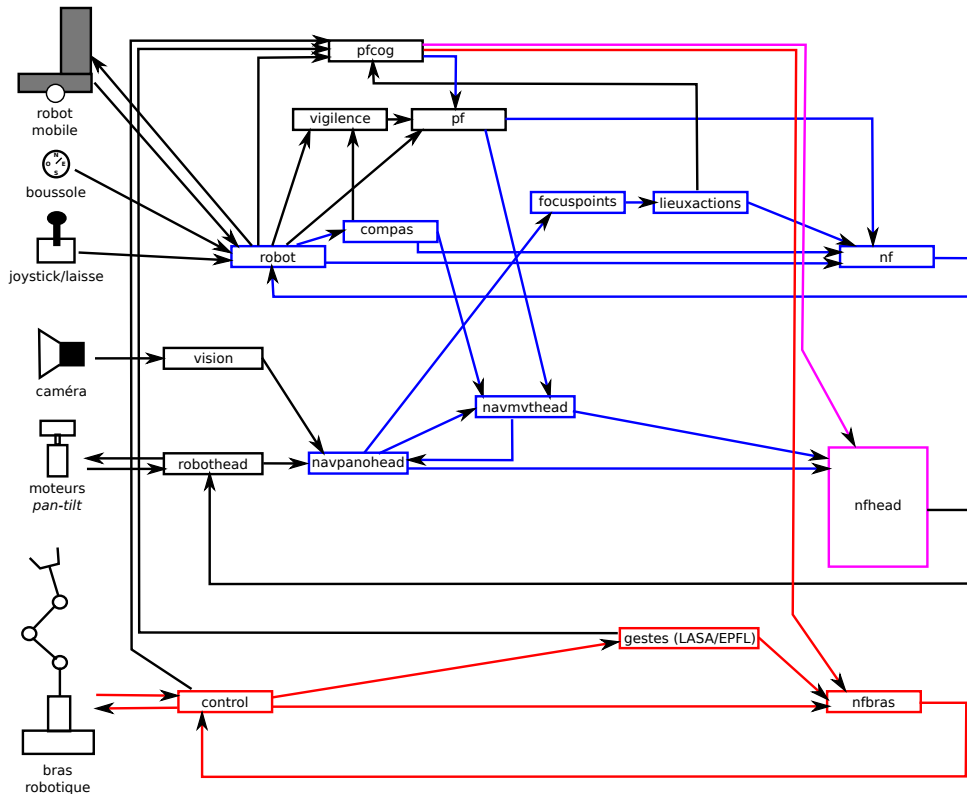 pfcog
robot
mobile
vigilence
pf
N
O
E
S
boussole
focuspoints
lieuxactions
compas
joystick/laisse
robot
nf
vision
caméra
navmvthead
robothead
navpanohead
moteurs
pan-tilt
nfhead
gestes (LASA/EPFL)
control
nfbras
bras
robotique